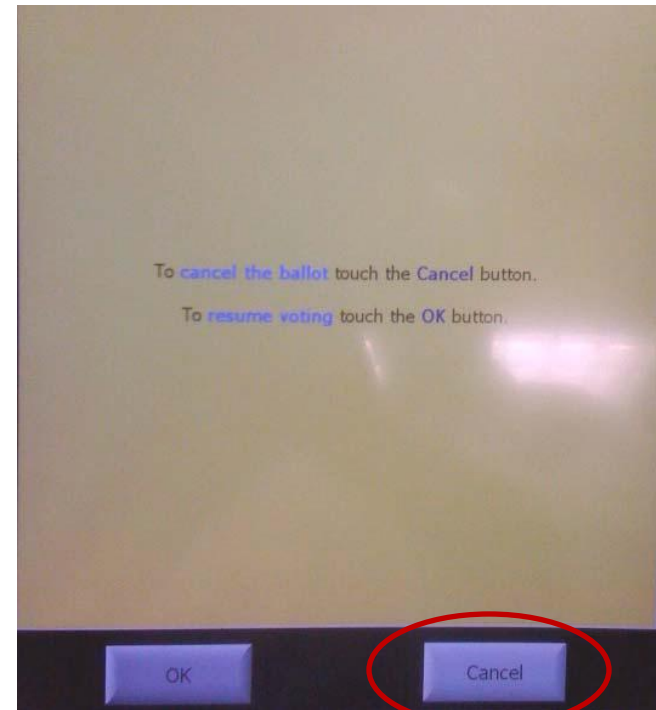 To cancel the ballot touch the Cancel button.
To resume voting touch the OK button.
OK
Cancel